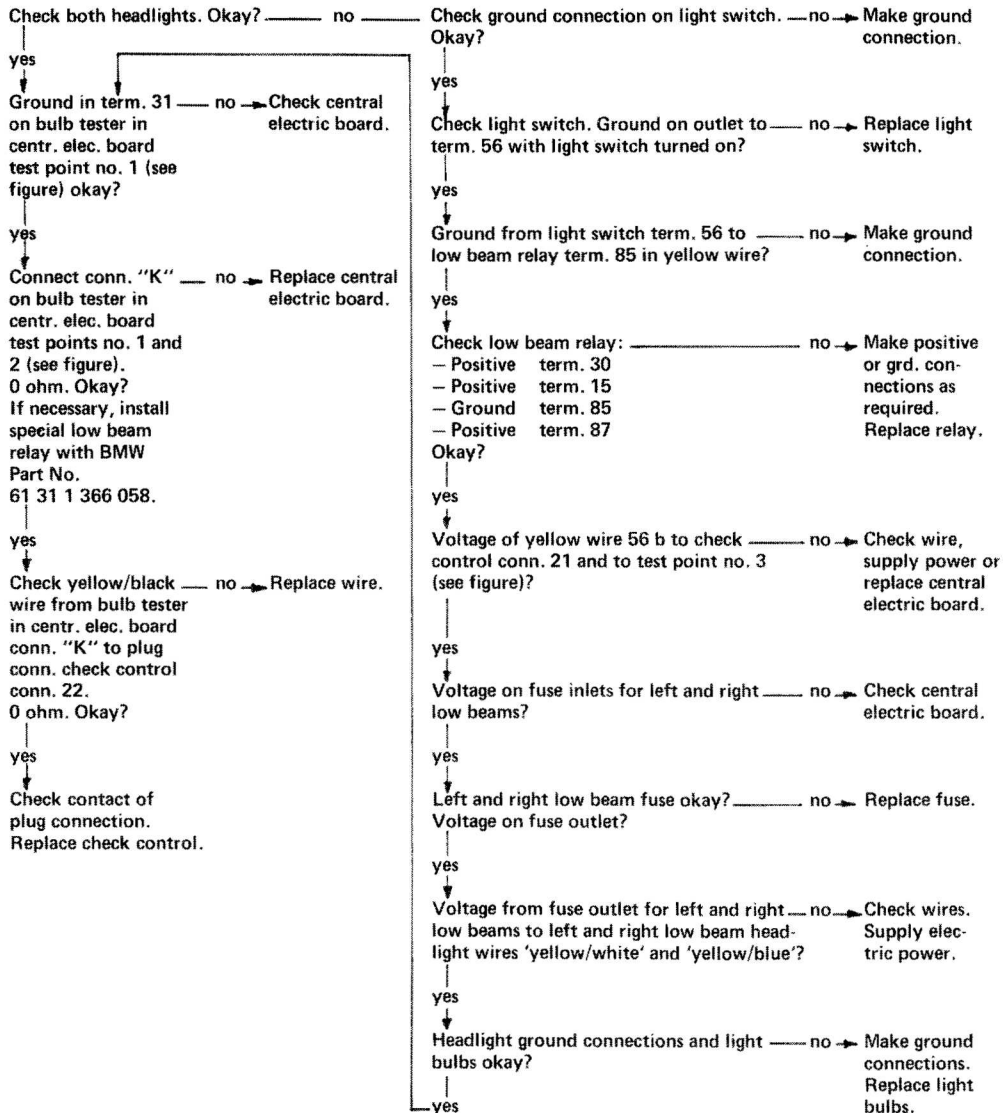 Check both headlights. Okay? no
yes
Ground in term. 31 no Check central
on bulb tester in electric board.
centr. elec. board
test point no. 1 (see
figure) okay?
yes
Connect conn. "K" no Replace central
on bulb tester in electric board.
centr. elec. board
test points no. 1 and
2 (see figure).
0 ohm. Okay?
If necessary, install
special low beam
relay with BMW
Part No.
61 31 1 366 058.
yes
Check yellow/black no Replace wire.
wire from bulb tester
in centr. elec. board
conn. "K" to plug
conn. check control
conn. 22.
0 ohm. Okay?
yes
Check contact of
plug connection.
Replace check control.
Check ground connection on light switch. no Make ground
Okay? connection.
yes
Check light switch. Ground on outlet to no Replace light
term. 56 with light switch turned on? switch.
yes
Ground from light switch term. 56 to no Make ground
low beam relay term. 85 in yellow wire? connection.
yes
Check low beam relay: no Make positive
– Positive term. 30 or grd. con-
– Positive term. 15 nections as
– Ground term. 85 required.
– Positive term. 87 Replace relay.
Okay?
yes
Voltage of yellow wire 56 b to check no Check wire,
control conn. 21 and to test point no. 3 supply power or
(see figure)? replace central
electric board.
yes
Voltage on fuse inlets for left and right no Check central
low beams? electric board.
yes
Left and right low beam fuse okay? no Replace fuse.
Voltage on fuse outlet?
yes
Voltage from fuse outlet for left and right no Check wires.
low beams to left and right low beam head- Supply elec-
light wires 'yellow/white' and 'yellow/blue'? tric power.
yes
Headlight ground connections and light no Make ground
bulbs okay? connections.
Replace light
yes bulbs.